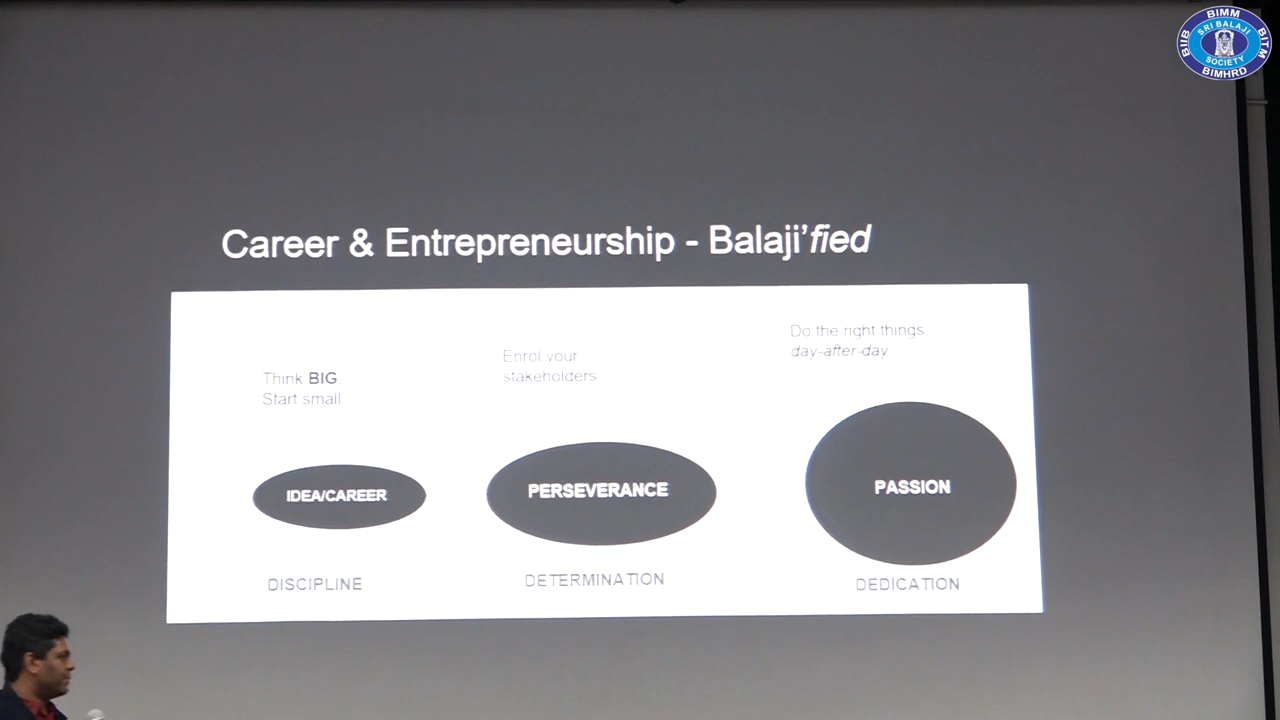 BIMM
SRI BALAJI
BIIB
BITM
SOCIETY
BIMHRD
Career & Entrepreneurship - Balaji'fied
Think BIG.
Start small
Enrol your
stakeholders
Do the right things,
day-after-day
IDEA/CAREER
PERSEVERANCE
PASSION
DISCIPLINE
DETERMINATION
DEDICATION